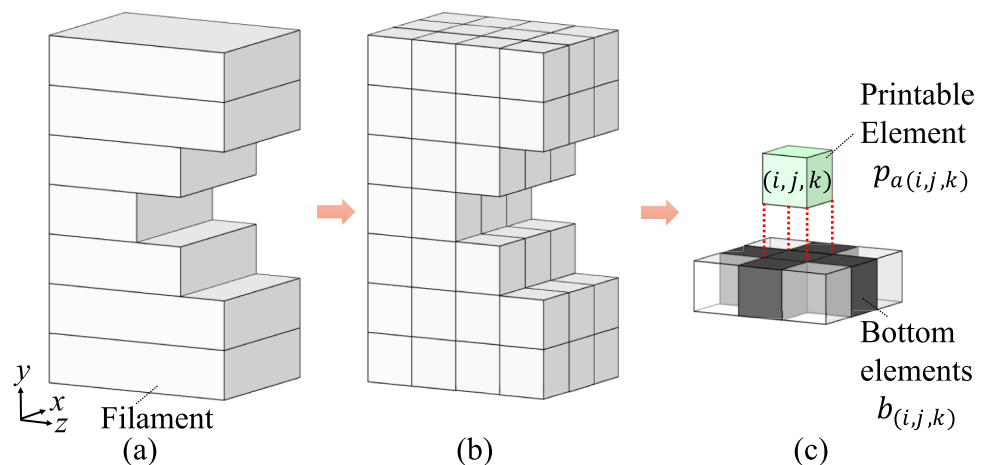 y
x
z
Filament
(a)
(b)
(i, j, k)
Printable
Element
p_{a(i,j,k)}
Bottom
elements
b_{(i,j,k)}
(c)